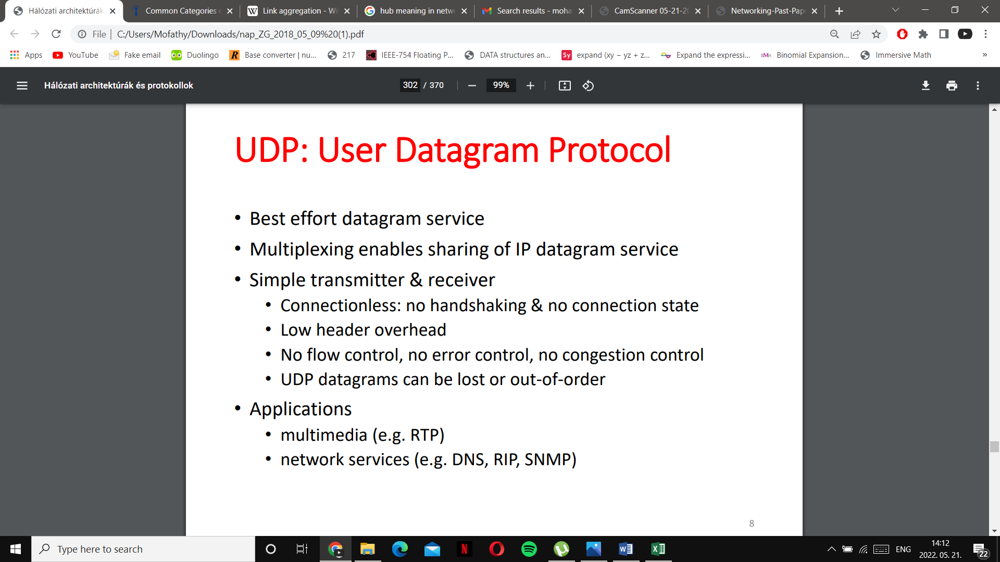 Hálózati architektúrák
Common Categories
Link aggregation - Wi
hub meaning in netw
Search results - moha
CamScanner 05-21-20
Networking-Past-Pap
File
C:/Users/Mofathy/Downloads/nap_ZG_2018_05_09%20(1).pdf
Apps
YouTube
Fake email
Duolingo
Base converter | nu...
217
IEEE-754 Floating P...
DATA structures an...
expand (xy − yz + z...
Expand the expressi...
Binomial Expansion...
Immersive Math
»
Hálózati architektúrák és protokollok
302 / 370
99%
UDP: User Datagram Protocol
• Best effort datagram service
• Multiplexing enables sharing of IP datagram service
• Simple transmitter & receiver
• Connectionless: no handshaking & no connection state
• Low header overhead
• No flow control, no error control, no congestion control
• UDP datagrams can be lost or out-of-order
• Applications
• multimedia (e.g. RTP)
• network services (e.g. DNS, RIP, SNMP)
8
Type here to search
ENG
14:12
2022. 05. 21.
22